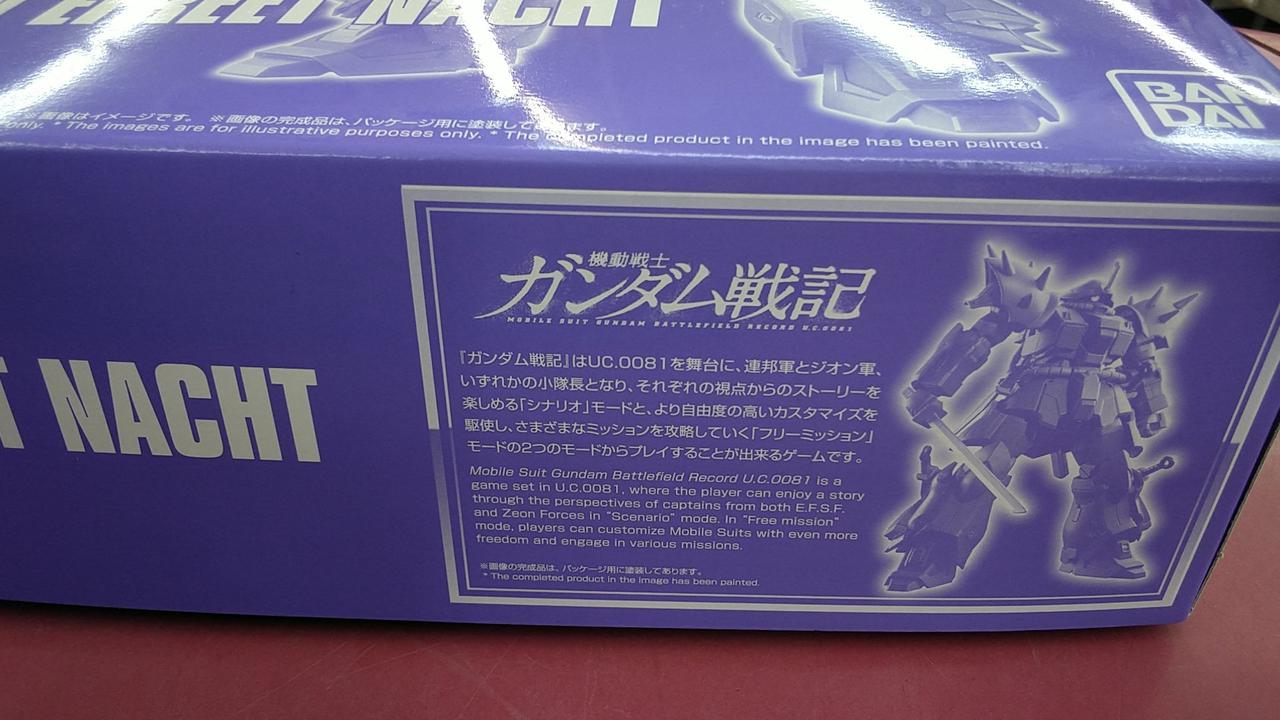 EFREET NACHT
BAN
DAI
※画像はイメージです。 ※画像の完成品は、パッケージ用に塗装しています。
only. * The images are for illustrative purposes only. * The completed product in the image has been painted.
NACHT
機動戦士
ガンダム戦記
MOBILE SUIT GUNDAM BATTLEFIELD RECORD U.C.0081
『ガンダム戦記』はUC.0081を舞台に、連邦軍とジオン軍、
いずれかの小隊長となり、それぞれの視点からのストーリーを
楽しめる「シナリオ」モードと、より自由度の高いカスタマイズを
駆使し、さまざまなミッションを攻略していく「フリーミッション」
モードの2つのモードからプレイすることが出来るゲームです。
Mobile Suit Gundam Battlefield Record U.C.0081 is a
game set in U.C.0081, where the player can enjoy a story
through the perspectives of captains from both E.F.S.F.
and Zeon Forces in "Scenario" mode. In "Free mission"
mode, players can customize Mobile Suits with even more
freedom and engage in various missions.
※画像の完成品は、パッケージ用に塗装してあります。
* The completed product in the image has been painted.